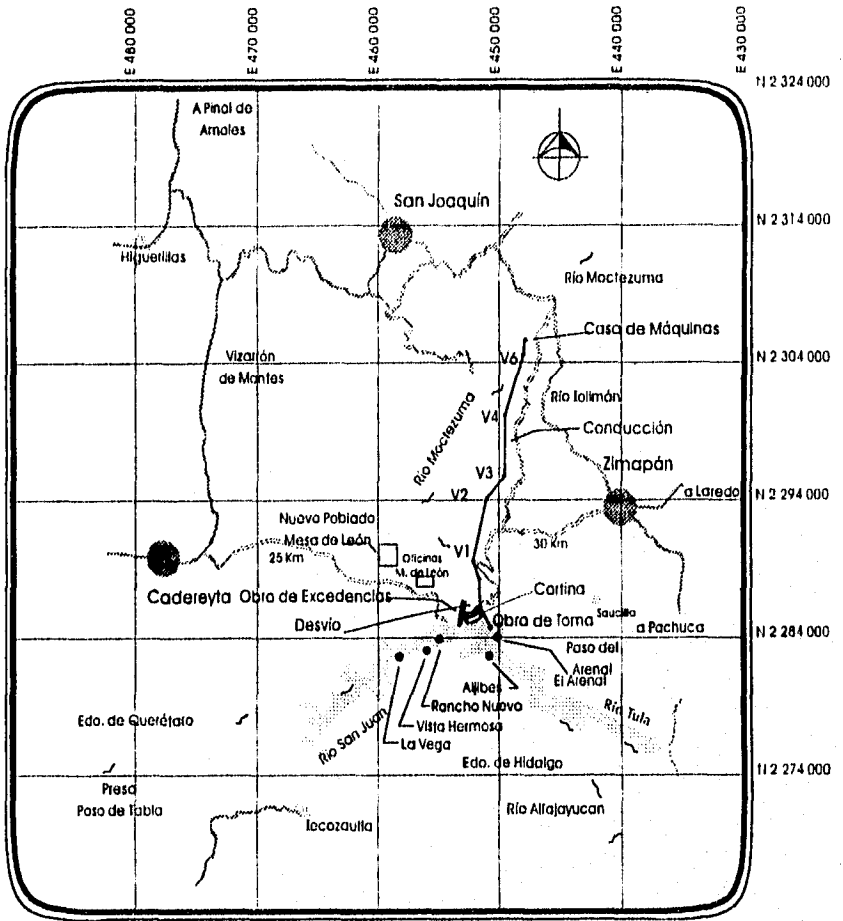 E 480 000
E 470 000
E 460 000
E 450 000
E 440 000
E 430 000
N 2 324 000
A Pinal de
Amoles
San Joaquín
N 2 314 000
Higuerillas
Río Moctezuma
Casa de Máquinas
V6
N 2 304 000
Vizarrón
de Montes
Río Tolimán
V4
Río Moctezuma
Conducción
V3
Zimapán
V2
N 2 294 000
a Laredo
Nuevo Poblado
Mesa de León
25 Km
Oficinas
M. de León
V1
30 Km
Cadereyta
Obra de Excedencias
Cortina
Desvío
Obra de Toma
Saucillo
a Pachuca
N 2 284 000
Paso del
Arenal
El Arenal
Aljibes
Rancho Nuevo
Río Tula
Edo. de Querétaro
Río San Juan
Vista Hermosa
La Vega
Edo. de Hidalgo
N 2 274 000
Presa
Paso de Tabla
Tecozautla
Río Alfajayucan